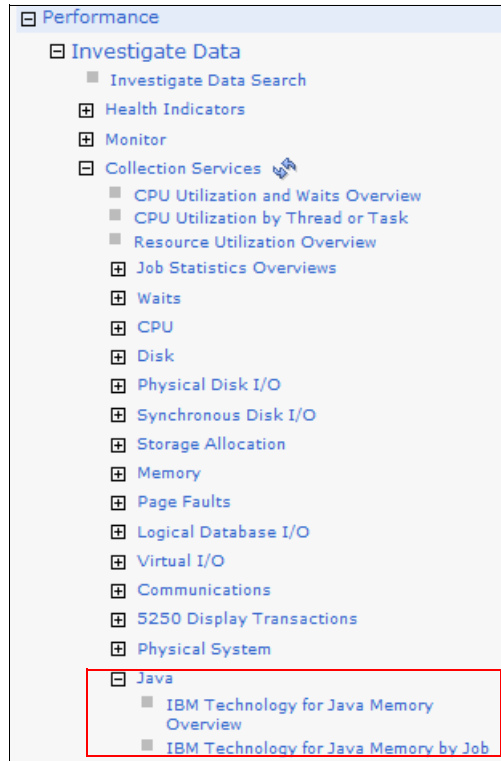 Performance
Investigate Data
Investigate Data Search
Health Indicators
Monitor
Collection Services
CPU Utilization and Waits Overview
CPU Utilization by Thread or Task
Resource Utilization Overview
Job Statistics Overviews
Waits
CPU
Disk
Physical Disk I/O
Synchronous Disk I/O
Storage Allocation
Memory
Page Faults
Logical Database I/O
Virtual I/O
Communications
5250 Display Transactions
Physical System
Java
IBM Technology for Java Memory
Overview
IBM Technology for Java Memory by Job